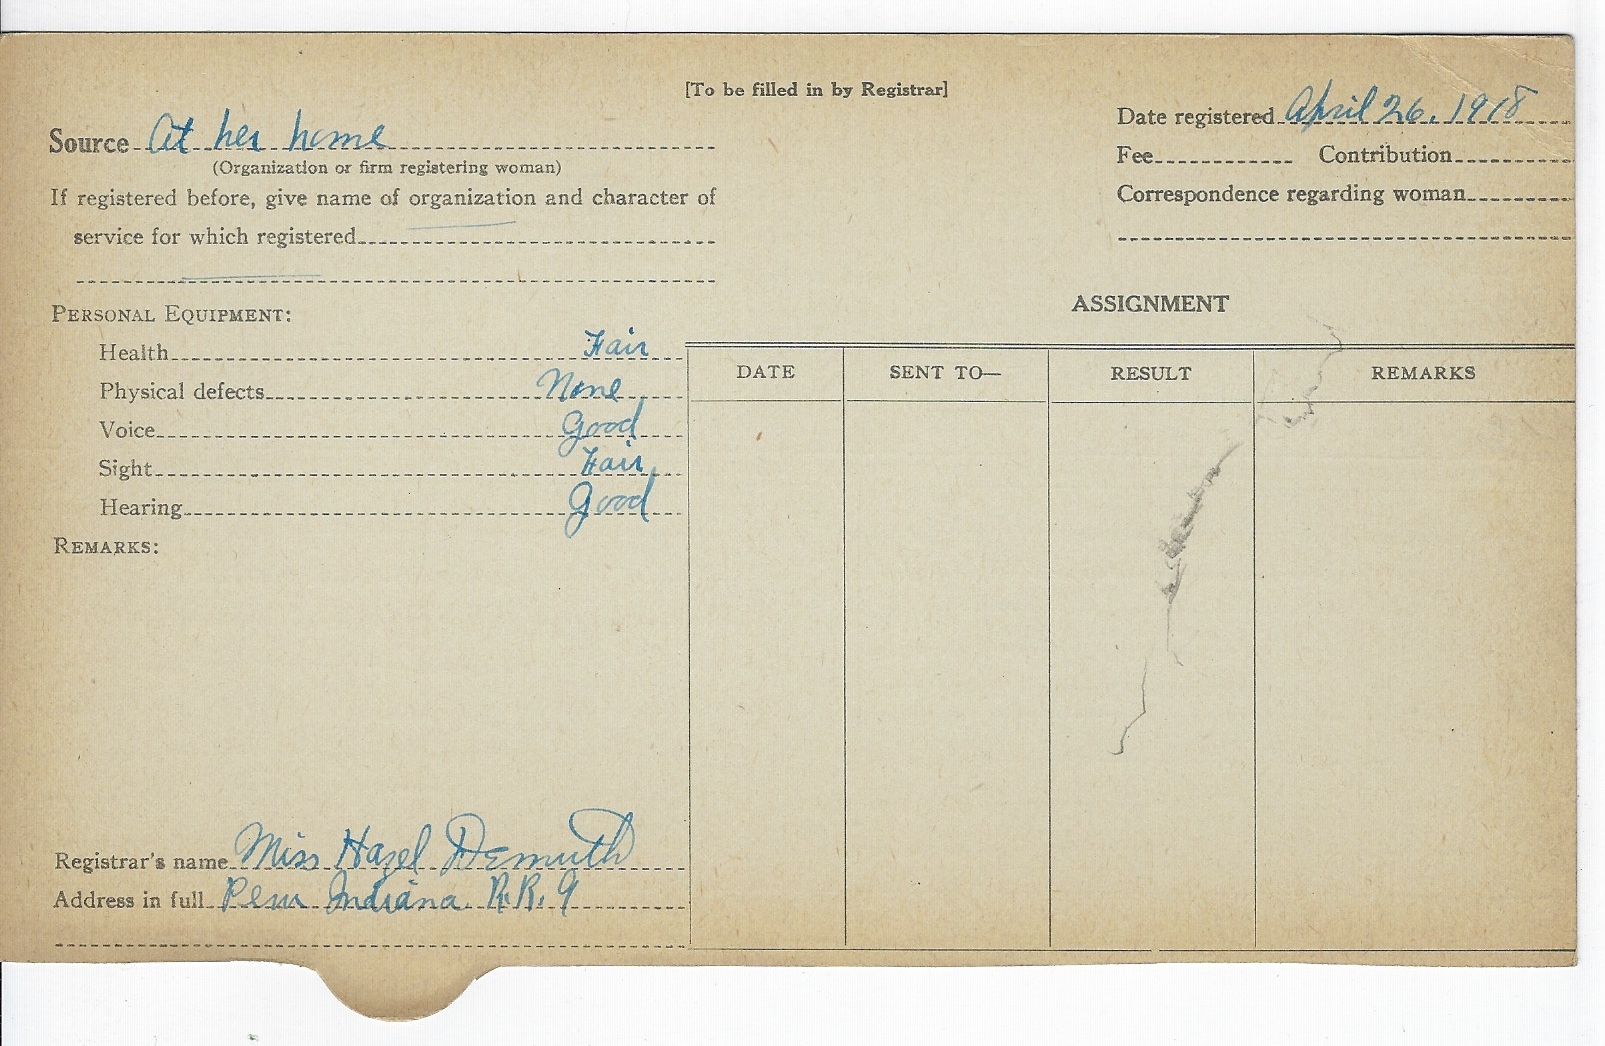 [To be filled in by Registrar]
Source At her home
(Organization or firm registering woman)
If registered before, give name of organization and character of
service for which registered
Date registered April 26, 1918
Fee Contribution
Correspondence regarding woman
PERSONAL EQUIPMENT:
Health Fair
Physical defects None
Voice Good
Sight Fair
Hearing Good
REMARKS:
ASSIGNMENT
DATE SENT TO— RESULT REMARKS
Registrar's name Miss Hazel Demuth
Address in full Peru Indiana R.R. 9